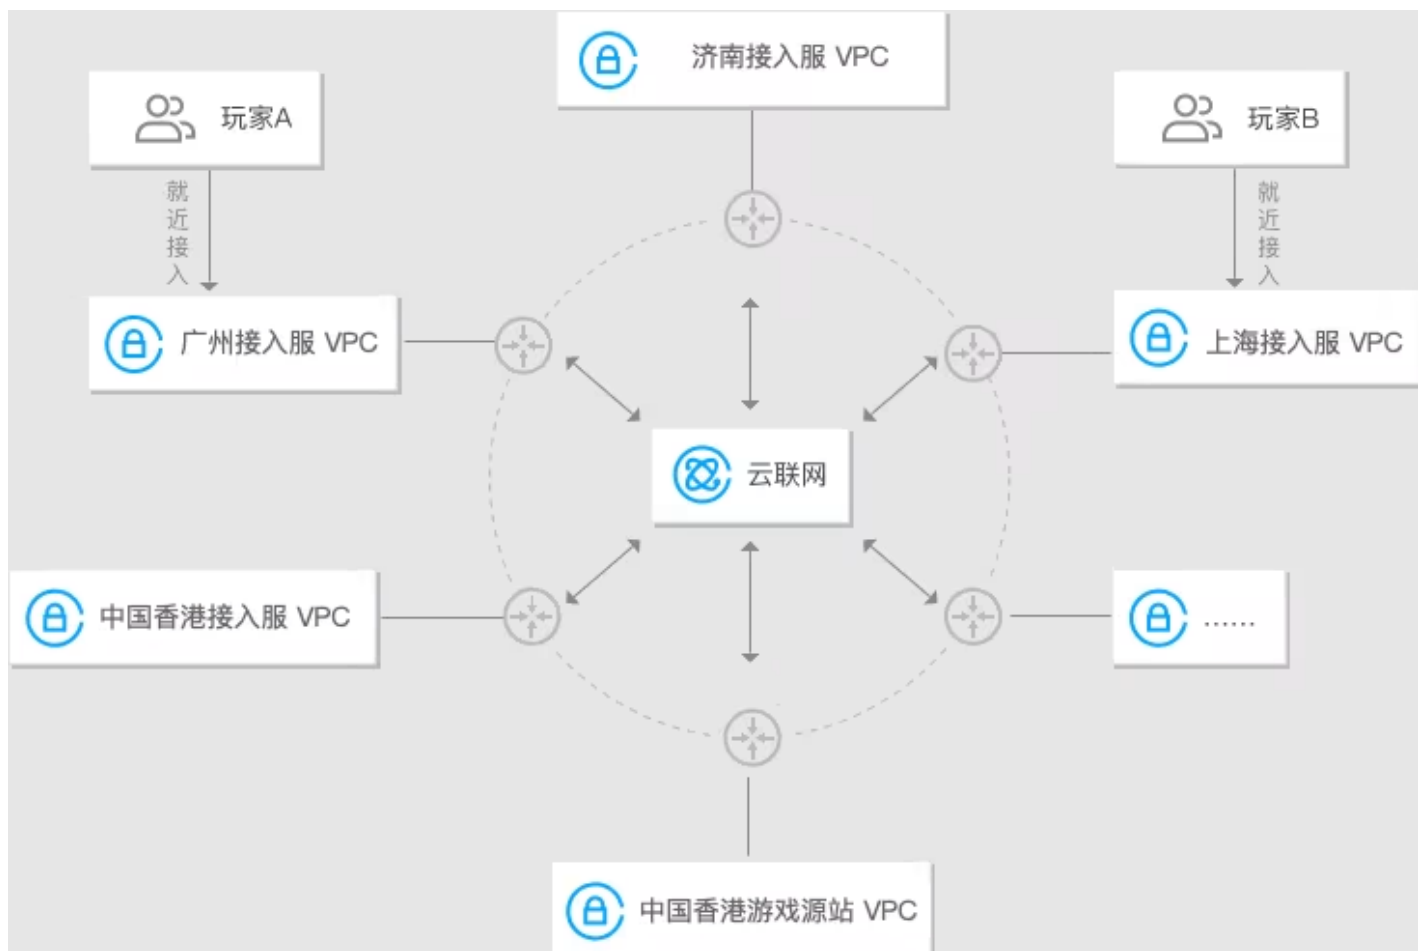 济南接入服 VPC
玩家A
玩家B
就近接入
就近接入
广州接入服 VPC
上海接入服 VPC
云联网
中国香港接入服 VPC
......
中国香港游戏源站 VPC